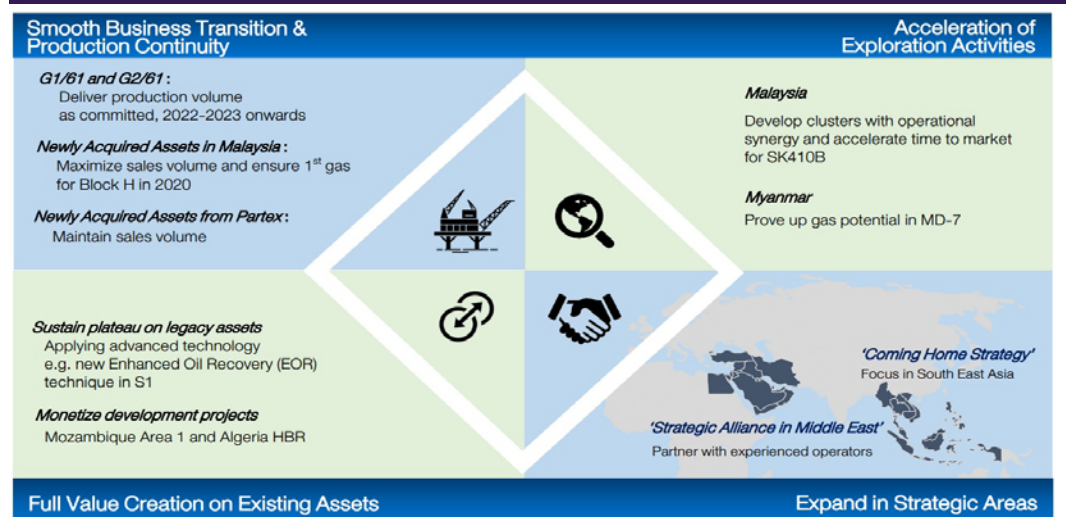 Smooth Business Transition &
Production Continuity
G1/61 and G2/61 :
Deliver production volume
as committed, 2022-2023 onwards
Newly Acquired Assets in Malaysia :
Maximize sales volume and ensure 1st gas
for Block H in 2020
Newly Acquired Assets from Partex :
Maintain sales volume
Acceleration of
Exploration Activities
Malaysia
Develop clusters with operational
synergy and accelerate time to market
for SK410B
Myanmar
Prove up gas potential in MD-7
Sustain plateau on legacy assets
Applying advanced technology
e.g. new Enhanced Oil Recovery (EOR)
technique in S1
Monetize development projects
Mozambique Area 1 and Algeria HBR
Full Value Creation on Existing Assets
'Coming Home Strategy'
Focus in South East Asia
'Strategic Alliance in Middle East'
Partner with experienced operators
Expand in Strategic Areas